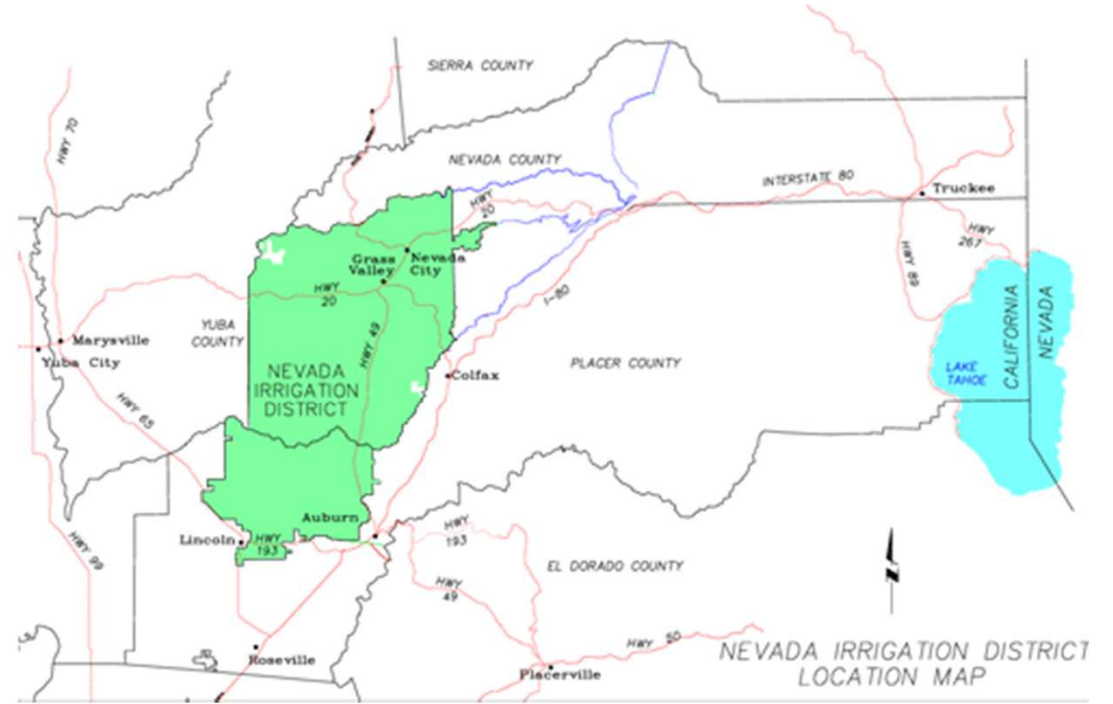 SIERRA COUNTY
HWY 70
NEVADA COUNTY
INTERSTATE 80
Truckee
HWY
20
HWY
267
Grass
Valley
Nevada
City
HWY 89
HWY
20
I-80
YUBA
COUNTY
Marysville
Yuba City
HWY 49
CALIFORNIA
NEVADA
PLACER COUNTY
NEVADA
IRRIGATION
DISTRICT
Colfax
LAKE
TAHOE
HWY 65
Auburn
Lincoln
HWY
193
HWY
193
HWY 99
EL DORADO COUNTY
HWY
49
HWY 50
Roseville
Placerville
NEVADA IRRIGATION DISTRICT
LOCATION MAP